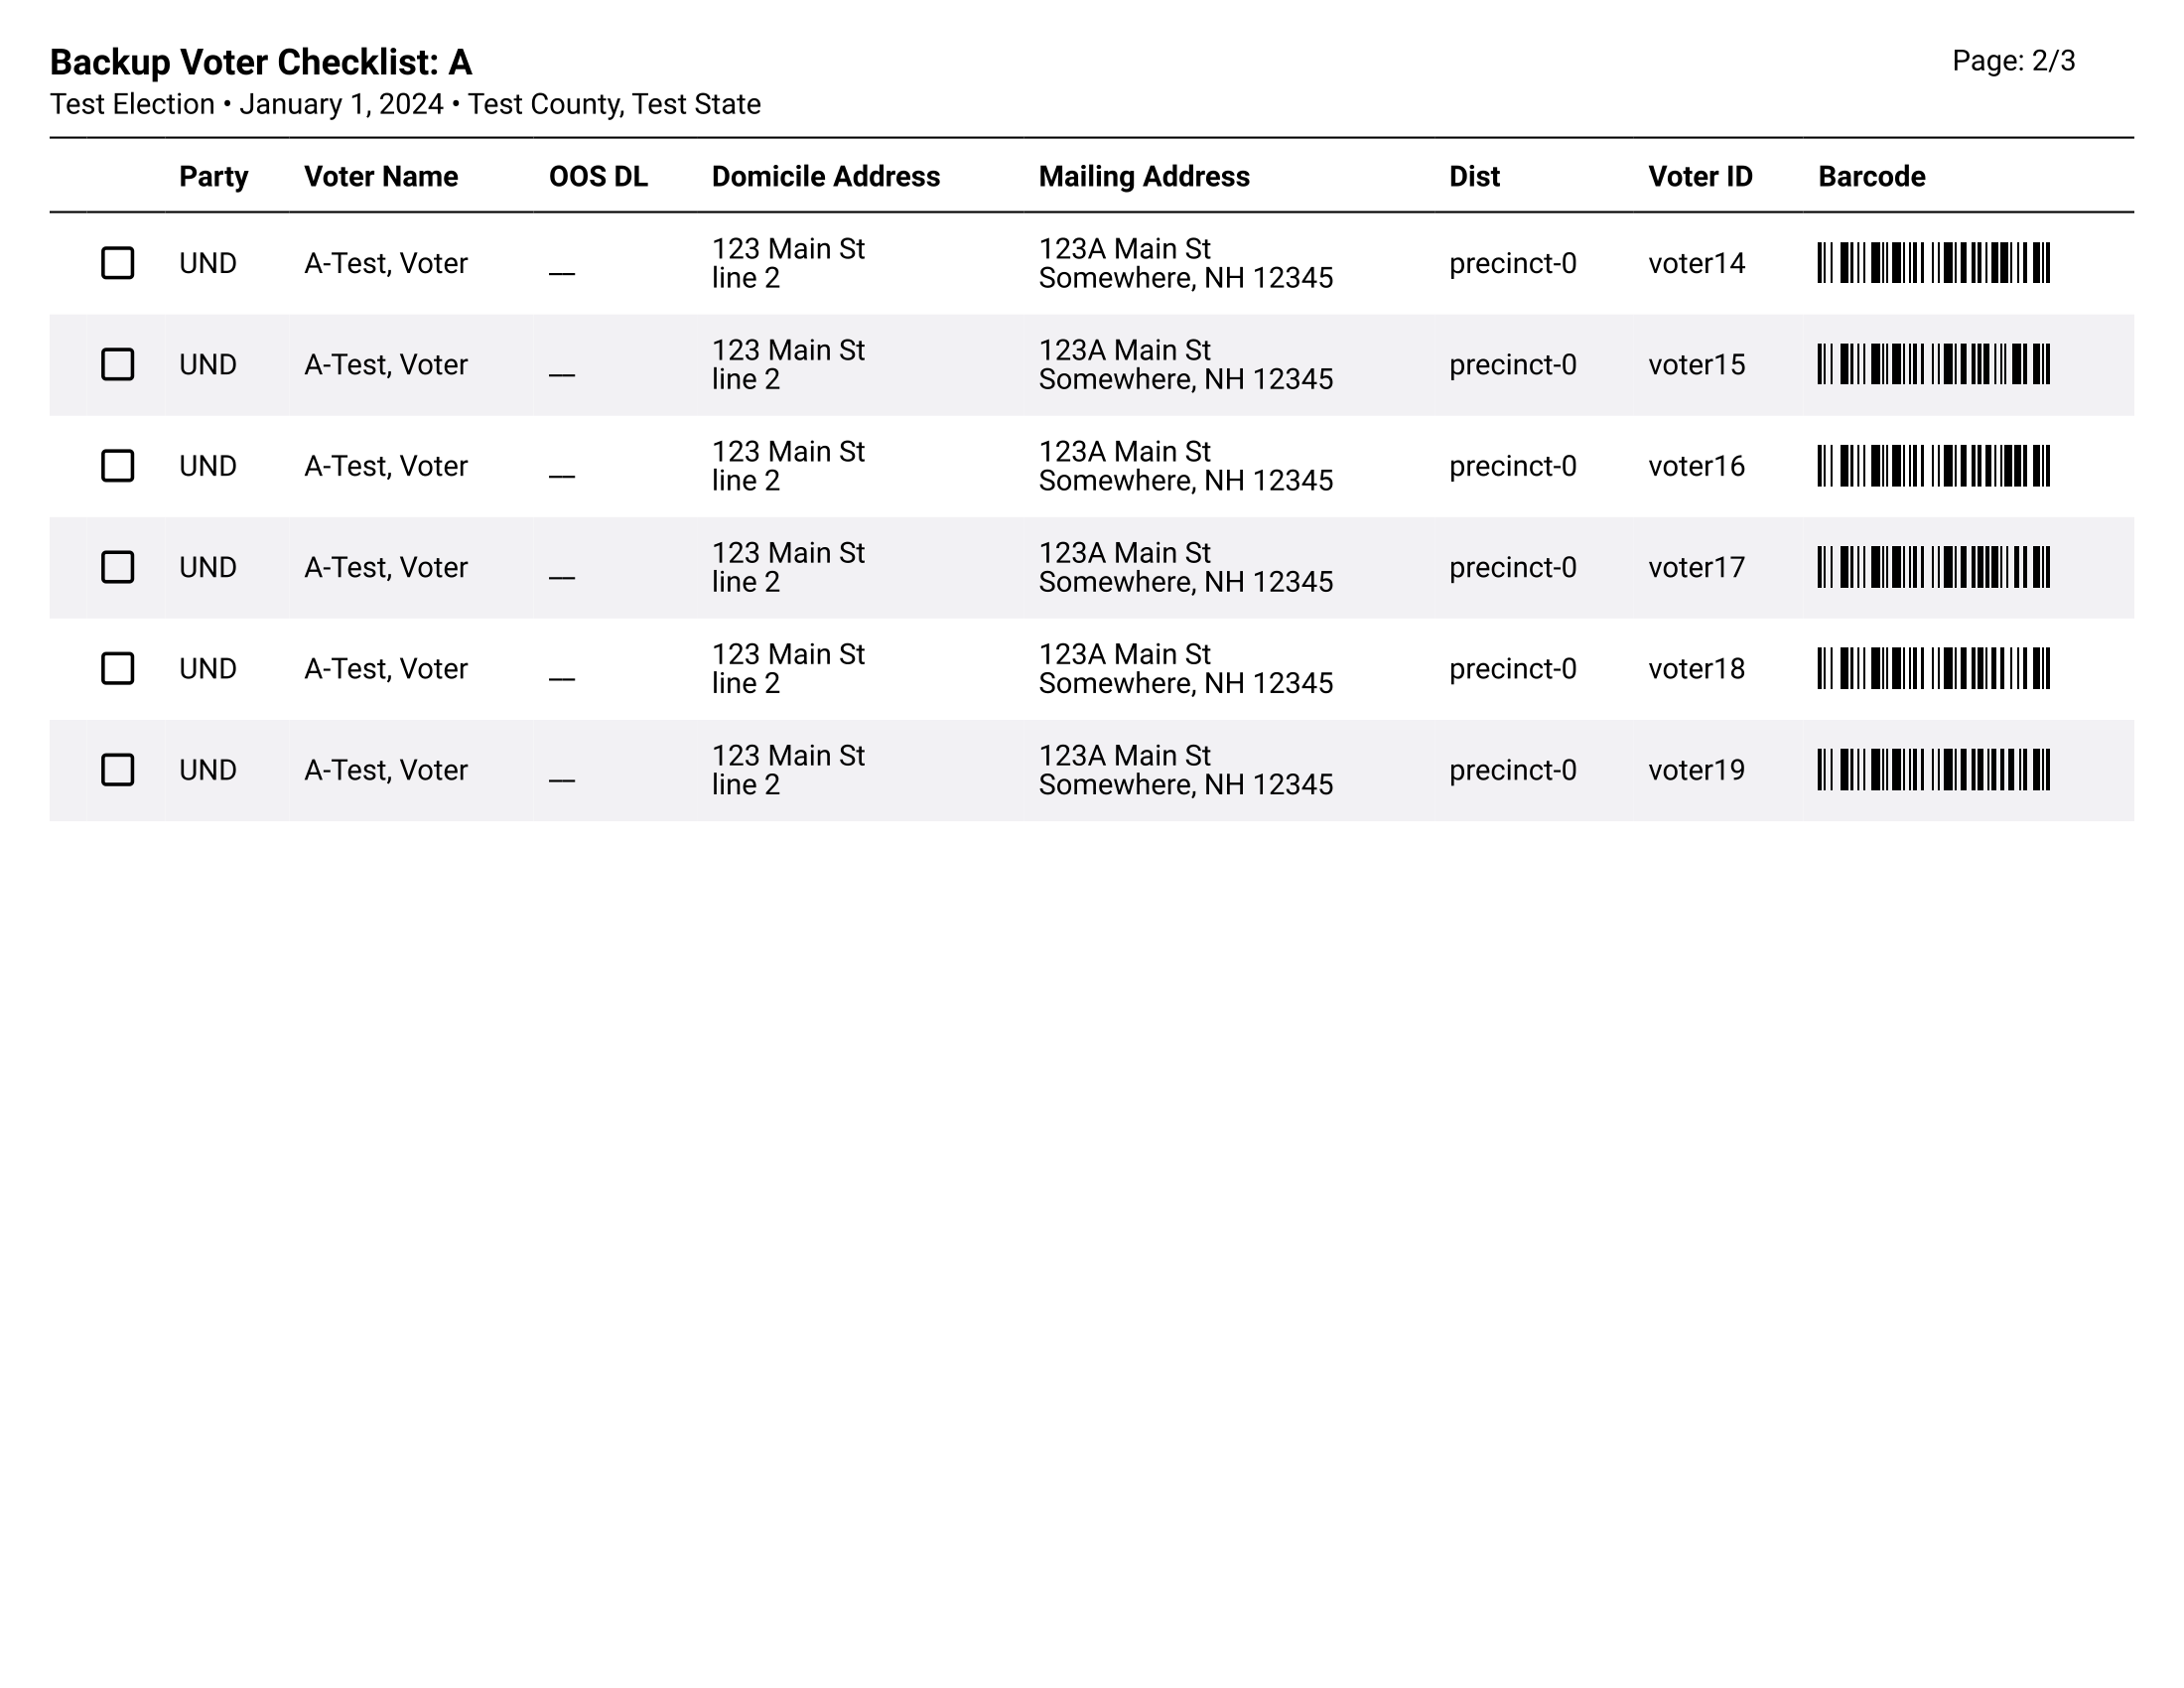 Backup Voter Checklist: A
Page: 2/3
Test Election • January 1, 2024 • Test County, Test State
Party Voter Name OOS DL Domicile Address Mailing Address Dist Voter ID Barcode
UND A-Test, Voter __ 123 Main St line 2 123A Main St Somewhere, NH 12345 precinct-0 voter14
UND A-Test, Voter __ 123 Main St line 2 123A Main St Somewhere, NH 12345 precinct-0 voter15
UND A-Test, Voter __ 123 Main St line 2 123A Main St Somewhere, NH 12345 precinct-0 voter16
UND A-Test, Voter __ 123 Main St line 2 123A Main St Somewhere, NH 12345 precinct-0 voter17
UND A-Test, Voter __ 123 Main St line 2 123A Main St Somewhere, NH 12345 precinct-0 voter18
UND A-Test, Voter __ 123 Main St line 2 123A Main St Somewhere, NH 12345 precinct-0 voter19